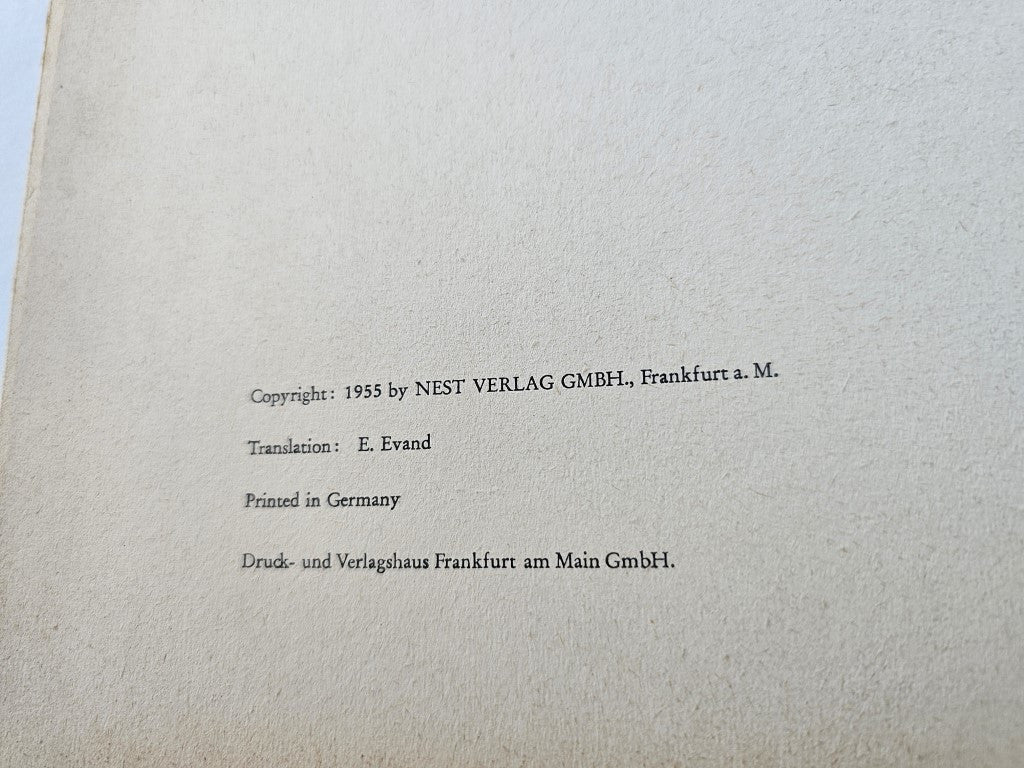 Copyright: 1955 by NEST VERLAG GMBH., Frankfurt a. M.
Translation: E. Evand
Printed in Germany
Druck- und Verlagshaus Frankfurt am Main GmbH.